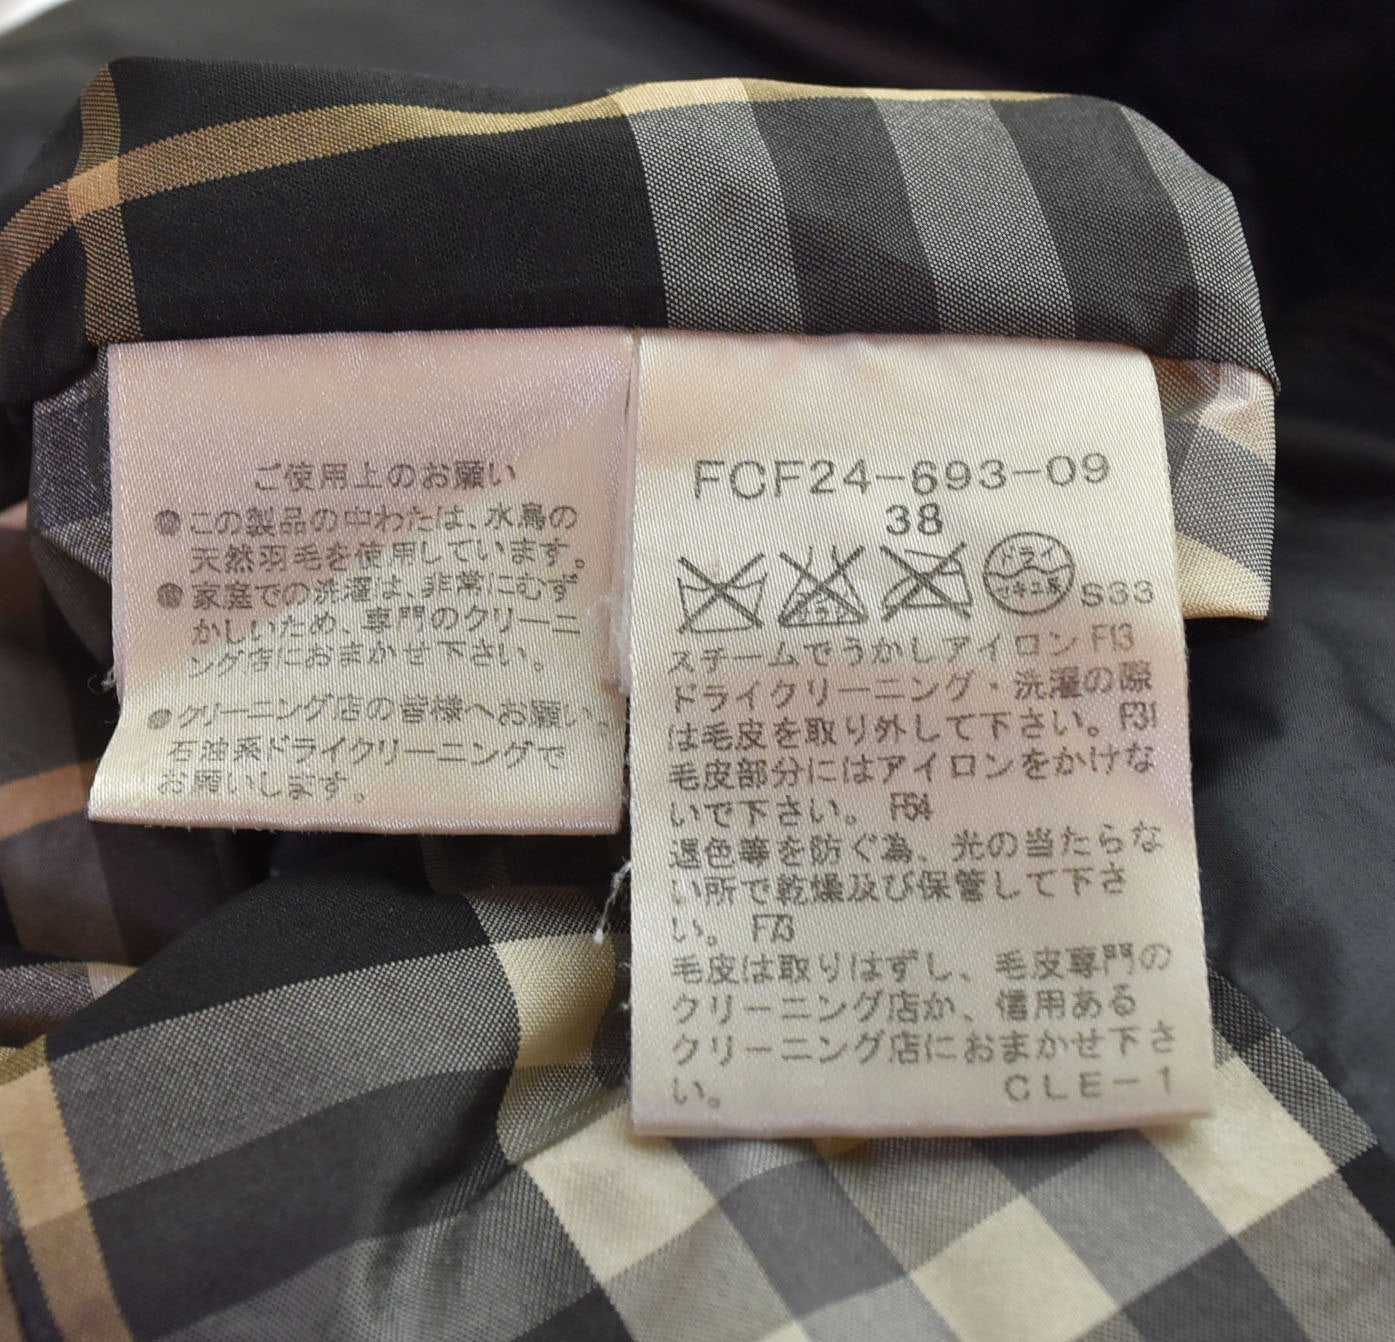 ご使用上のお願い
●この製品の中わたは、水鳥の
天然羽毛を使用しています。
●家庭での洗濯は、非常にむず
かしいため、専門のクリーニ
ング店におまかせ下さい。
●クリーニング店の皆様へお願い、
石油系ドライクリーニングで
お願いします。
FCF24-693-09
38
ドライ
セキユ系
S33
スチームでうかしアイロン F13
ドライクリーニング・洗濯の際
は毛皮を取り外して下さい。F31
毛皮部分にはアイロンをかけな
いで下さい。 F54
退色等を防ぐ為、光の当たらな
い所で乾燥及び保管して下さ
い。 F73
毛皮は取りはずし、毛皮専門の
クリーニング店か、信用ある
クリーニング店におまかせ下さ
い。 CLE-1